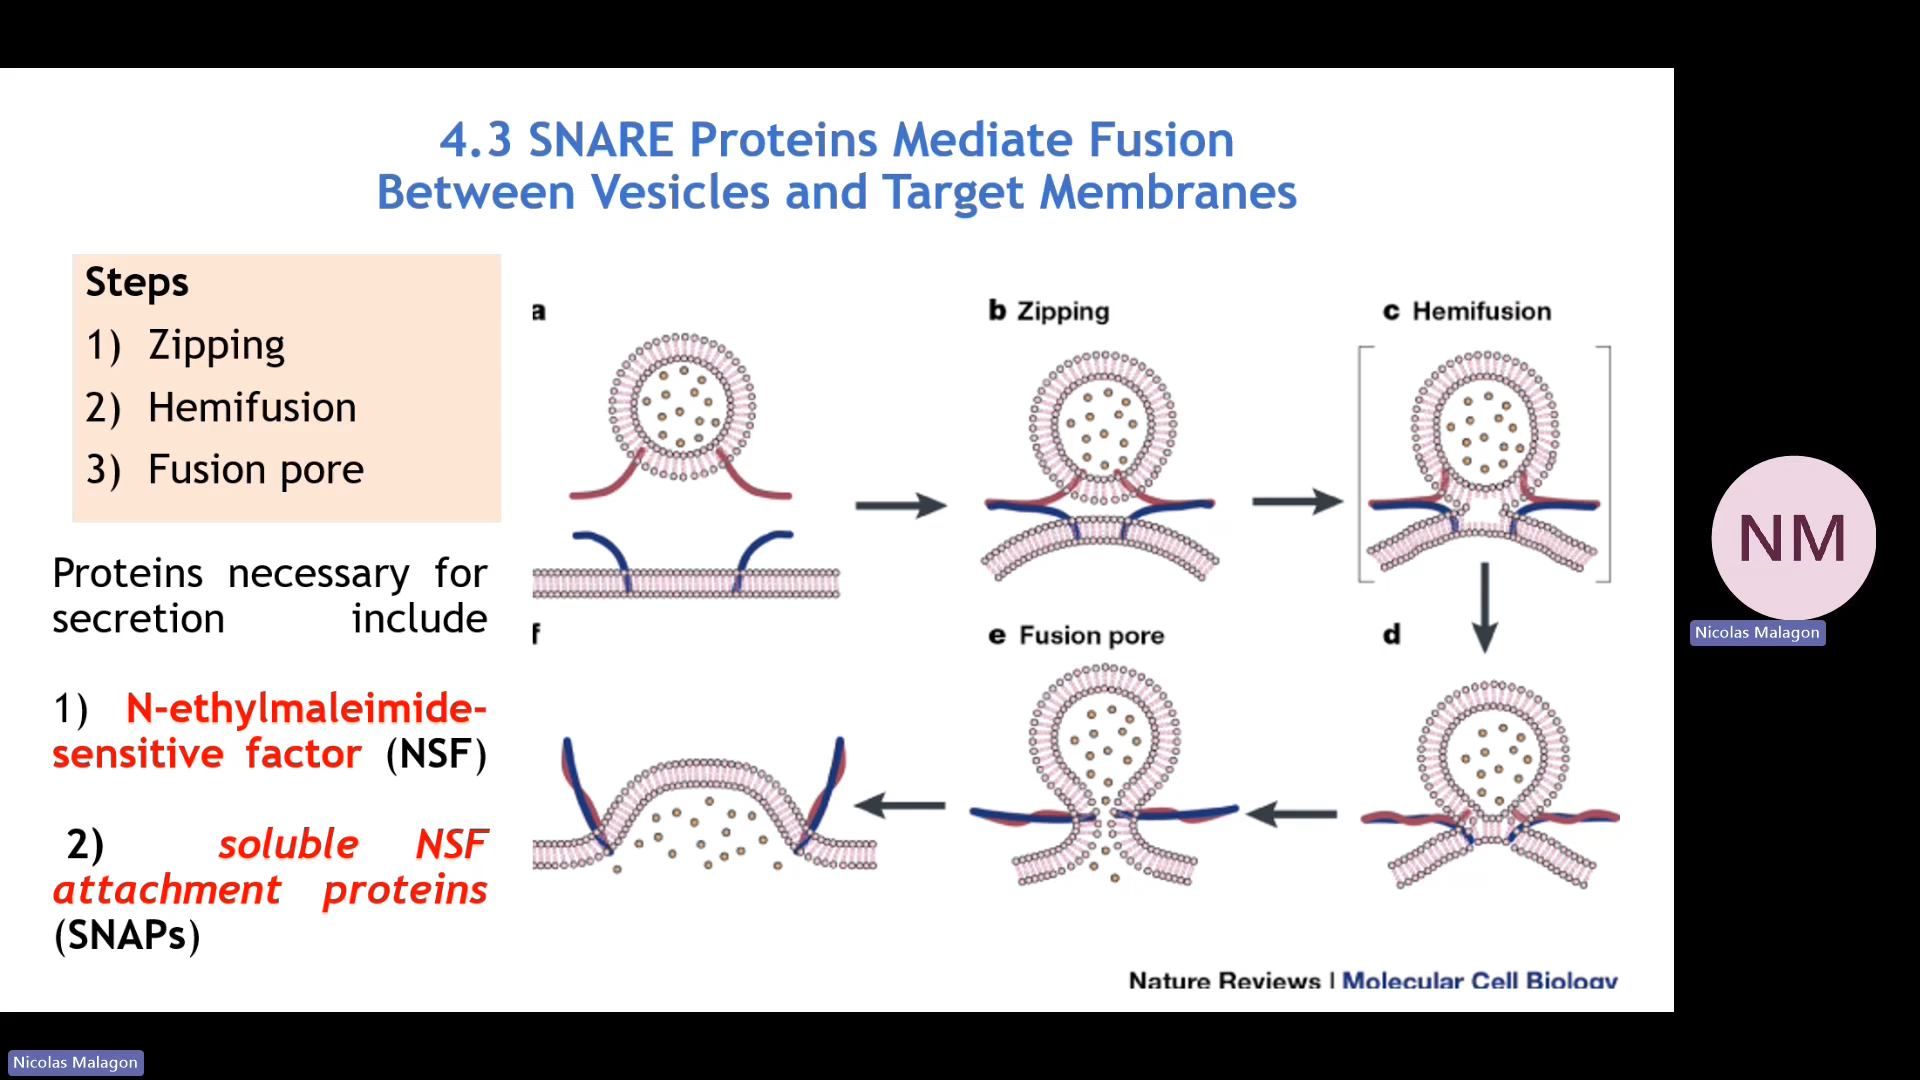 4.3 SNARE Proteins Mediate Fusion
Between Vesicles and Target Membranes
Steps
1) Zipping
2) Hemifusion
3) Fusion pore
Proteins necessary for
secretion include
1) N-ethylmaleimide-
sensitive factor (NSF)
2) soluble NSF
attachment proteins
(SNAPs)
a
b Zipping
c Hemifusion
f
e Fusion pore
d
Nature Reviews | Molecular Cell Biology
NM
Nicolas Malagon
Nicolas Malagon